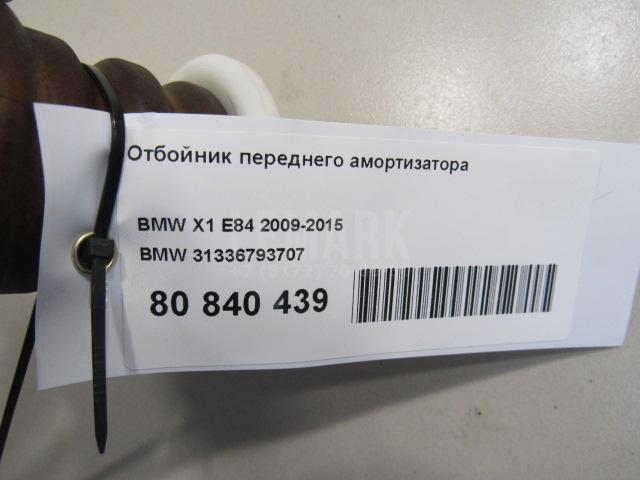 Отбойник переднего амортизатора
BMW X1 E84 2009-2015
BMW 31336793707
80 840 439